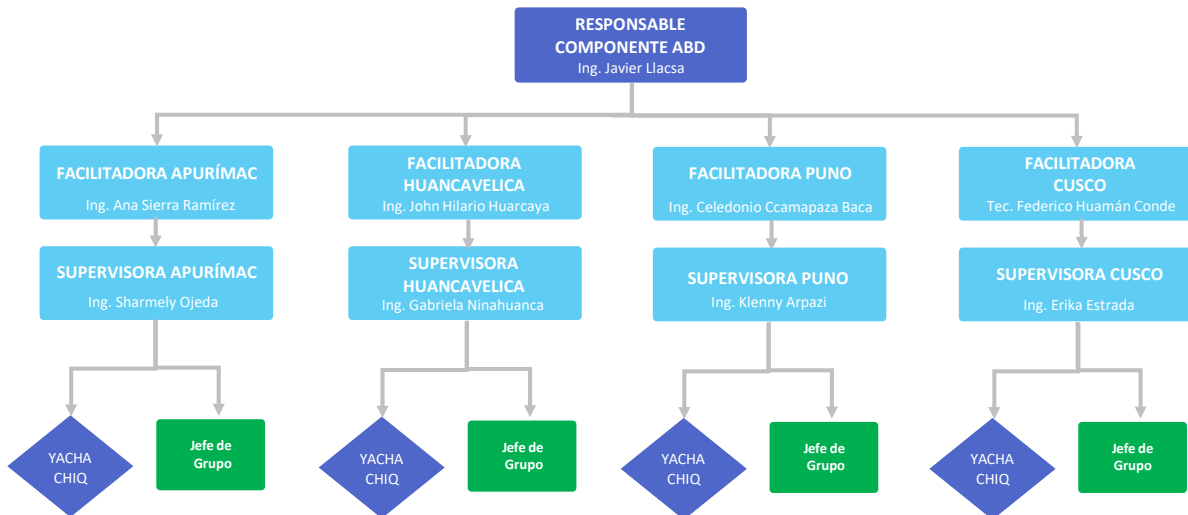 RESPONSABLE
COMPONENTE ABD
Ing. Javier Llacsa
FACILITADORA APURÍMAC
Ing. Ana Sierra Ramírez
FACILITADORA
HUANCAVELICA
Ing. John Hilario Huarcaya
FACILITADORA PUNO
Ing. Celedonio Ccamapaza Baca
FACILITADORA
CUSCO
Tec. Federico Huamán Conde
SUPERVISORA APURÍMAC
Ing. Sharmely Ojeda
SUPERVISORA
HUANCAVELICA
Ing. Gabriela Ninahuanca
SUPERVISORA PUNO
Ing. Klenny Arpazi
SUPERVISORA CUSCO
Ing. Erika Estrada
YACHA
CHIQ
Jefe de
Grupo
YACHA
CHIQ
Jefe de
Grupo
YACHA
CHIQ
Jefe de
Grupo
YACHA
CHIQ
Jefe de
Grupo